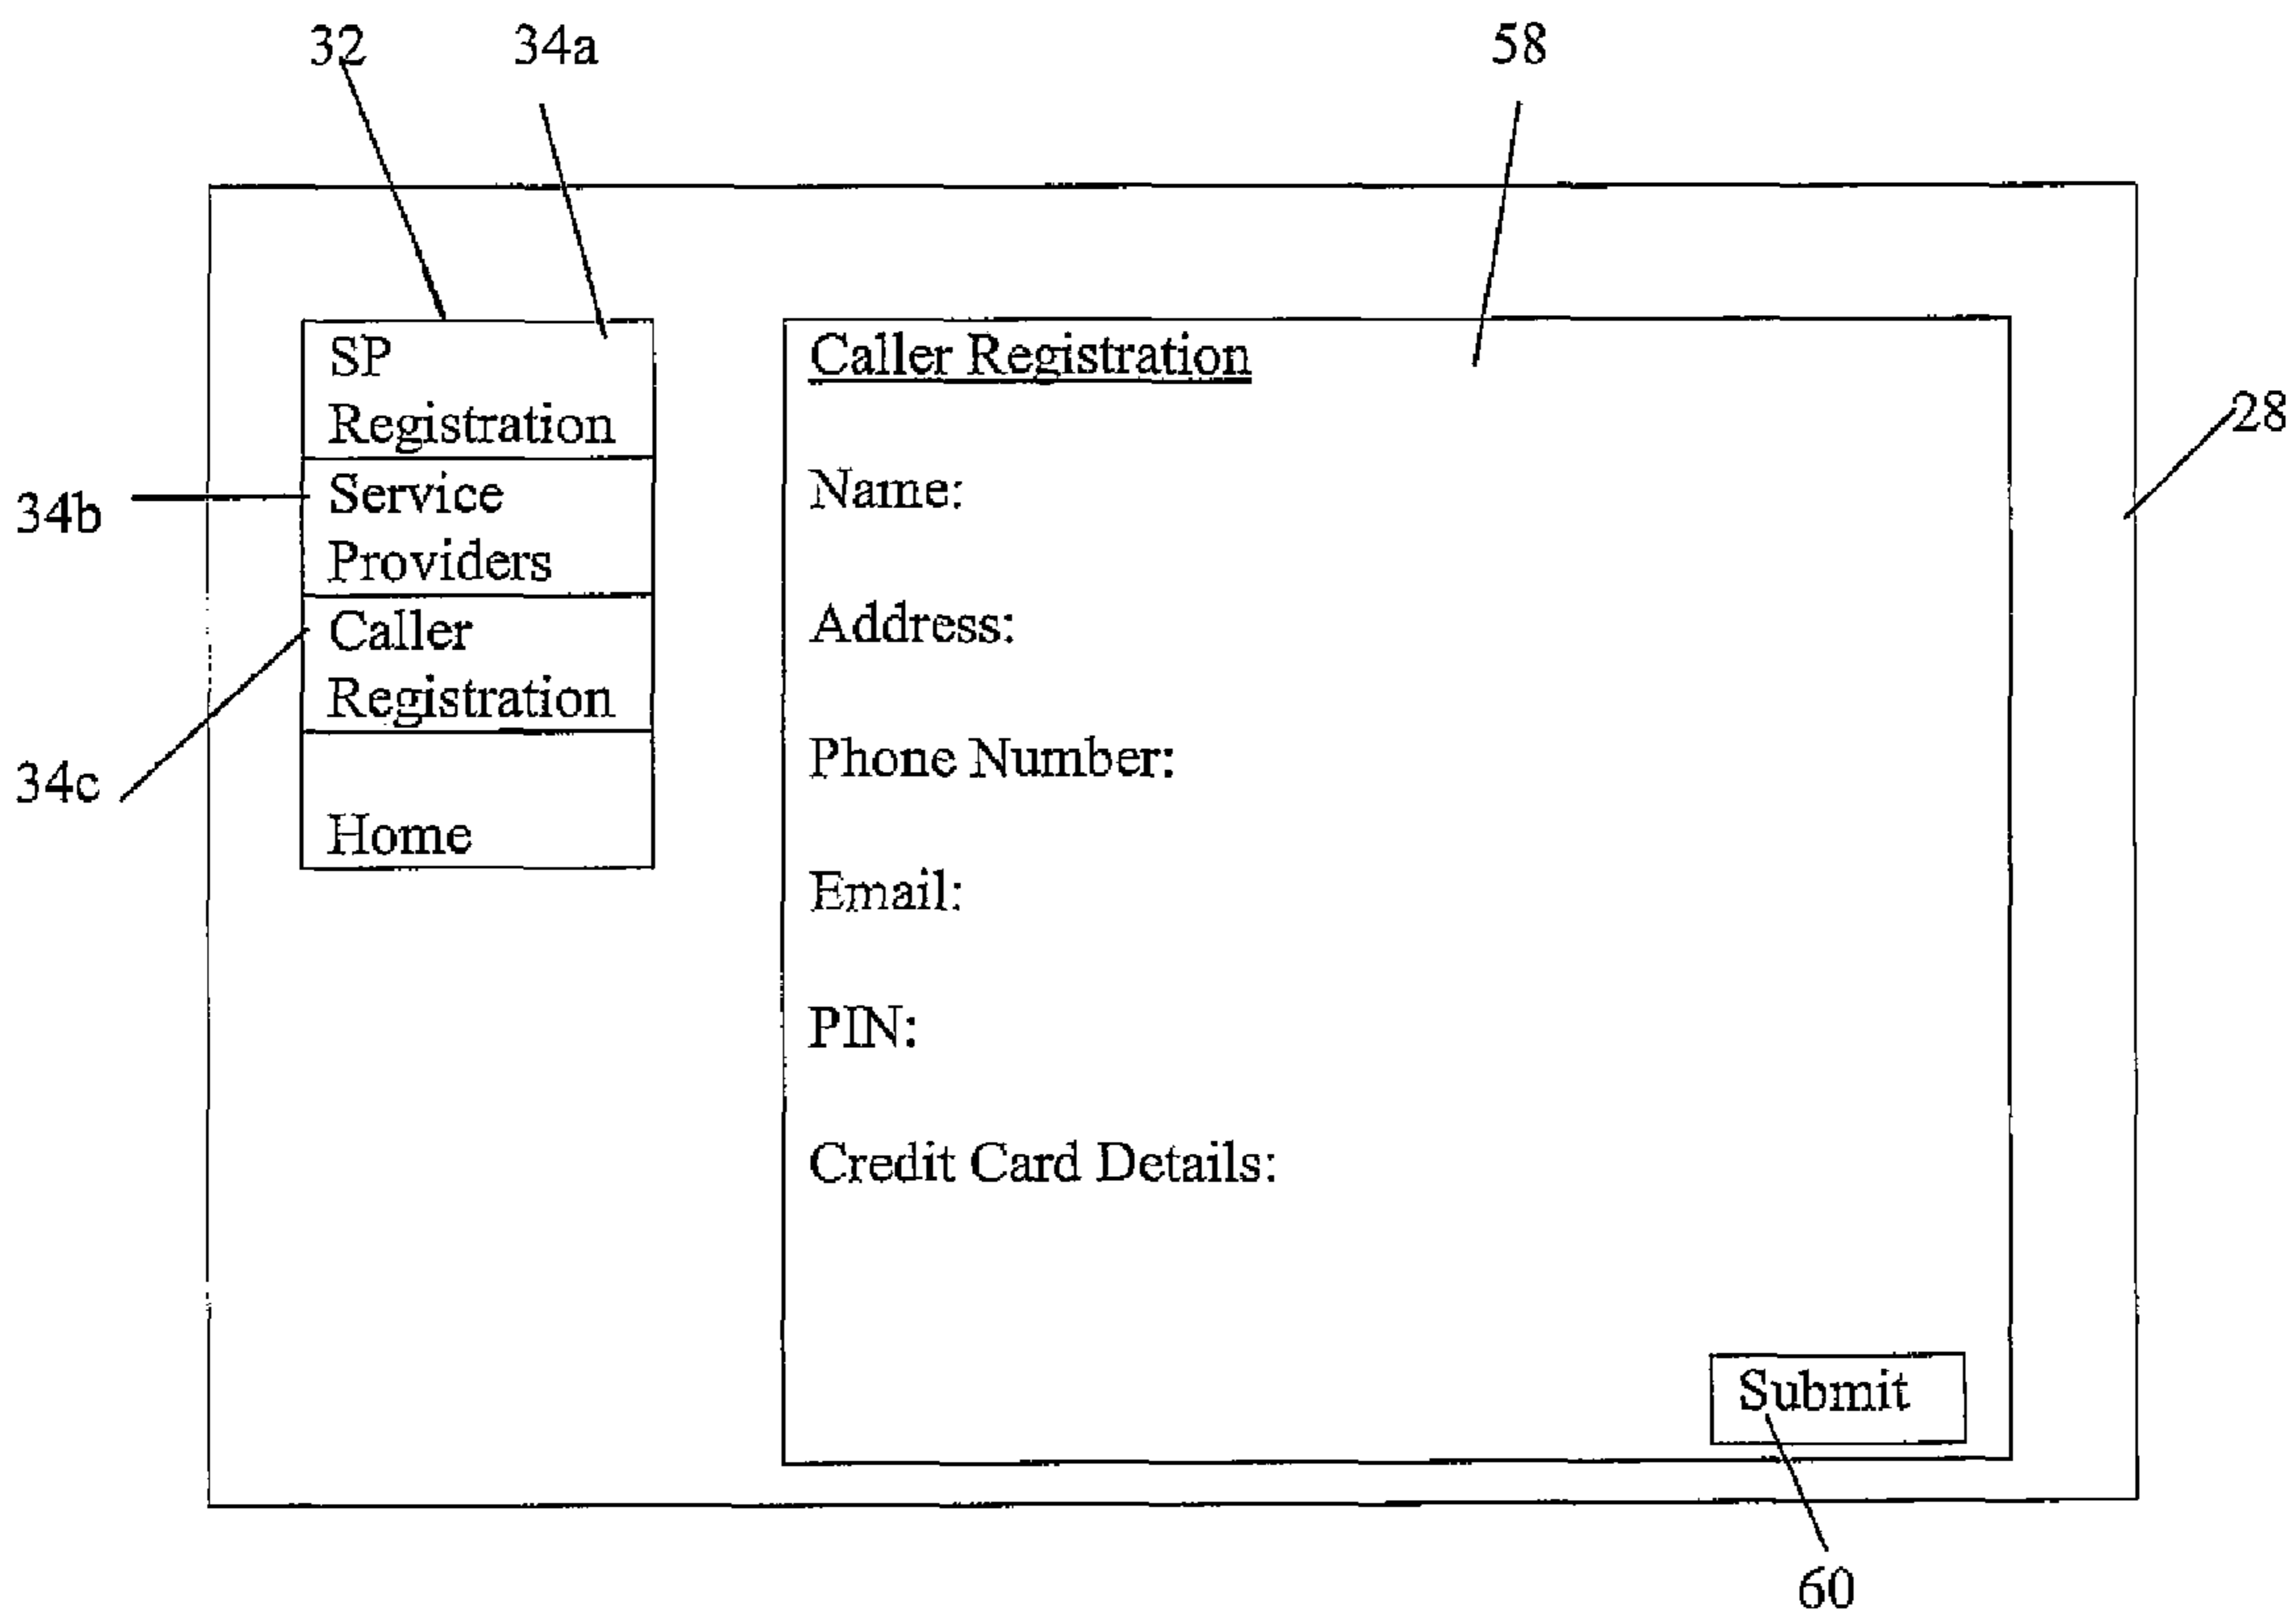 32
34a
58
SP
Registration
Service
Providers
Caller
Registration
Home
34b
34c
Caller Registration
Name:
Address:
Phone Number:
Email:
PIN:
Credit Card Details:
Submit
28
60